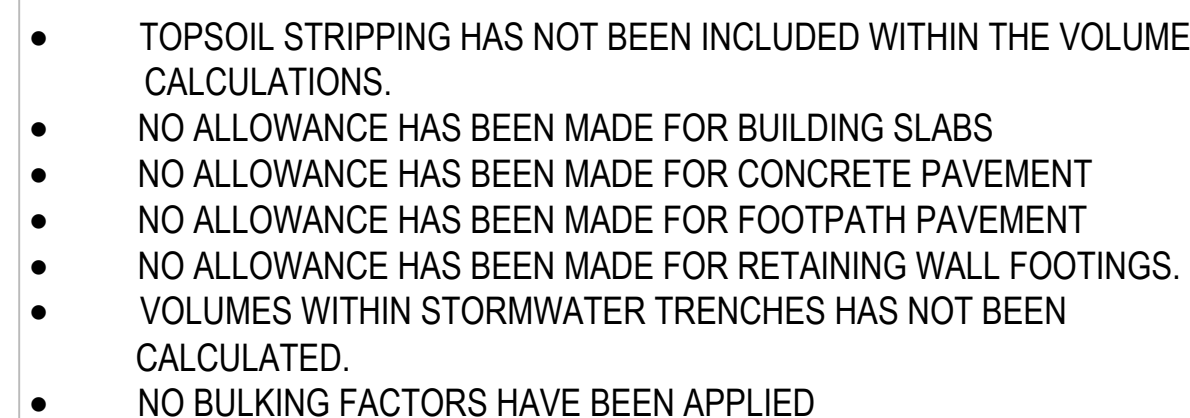 ● TOPSOIL STRIPPING HAS NOT BEEN INCLUDED WITHIN THE VOLUME
CALCULATIONS.
● NO ALLOWANCE HAS BEEN MADE FOR BUILDING SLABS
● NO ALLOWANCE HAS BEEN MADE FOR CONCRETE PAVEMENT
● NO ALLOWANCE HAS BEEN MADE FOR FOOTPATH PAVEMENT
● NO ALLOWANCE HAS BEEN MADE FOR RETAINING WALL FOOTINGS.
● VOLUMES WITHIN STORMWATER TRENCHES HAS NOT BEEN
CALCULATED.
● NO BULKING FACTORS HAVE BEEN APPLIED